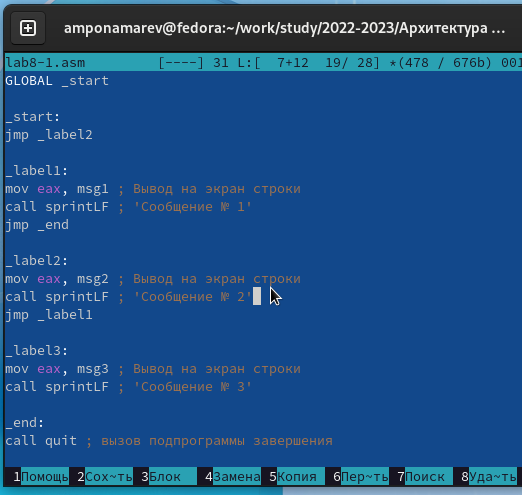 amponamarev@fedora:~/work/study/2022-2023/Архитектура ...
lab8-1.asm [----] 31 L:[ 7+12 19/ 28] *(478 / 676b) 001
GLOBAL _start
_start:
jmp _label2
_label1:
mov eax, msg1 ; Вывод на экран строки
call sprintLF ; 'Сообщение № 1'
jmp _end
_label2:
mov eax, msg2 ; Вывод на экран строки
call sprintLF ; 'Сообщение № 2'
jmp _label1
_label3:
mov eax, msg3 ; Вывод на экран строки
call sprintLF ; 'Сообщение № 3'
_end:
call quit ; вызов подпрограммы завершения
1Помощь 2Сох~ть 3Блок 4Замена 5Копия 6Пер~ть 7Поиск 8Уда~ть